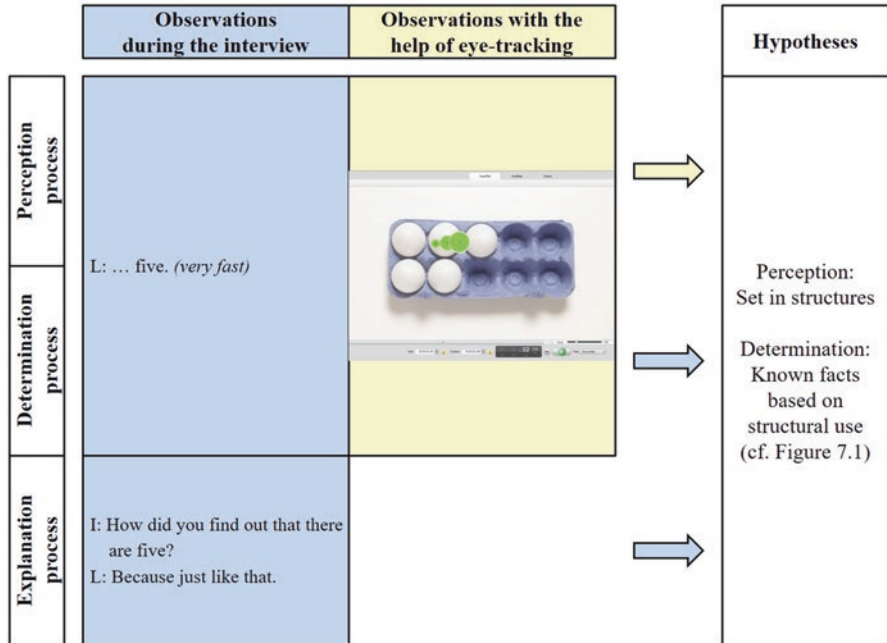 Observations
during the interview
Observations with the
help of eye-tracking
Hypotheses
Perception
process
Determination
process
Explanation
process
L: … five. (very fast)
Perception:
Set in structures
Determination:
Known facts
based on
structural use
(cf. Figure 7.1)
I: How did you find out that there
are five?
L: Because just like that.